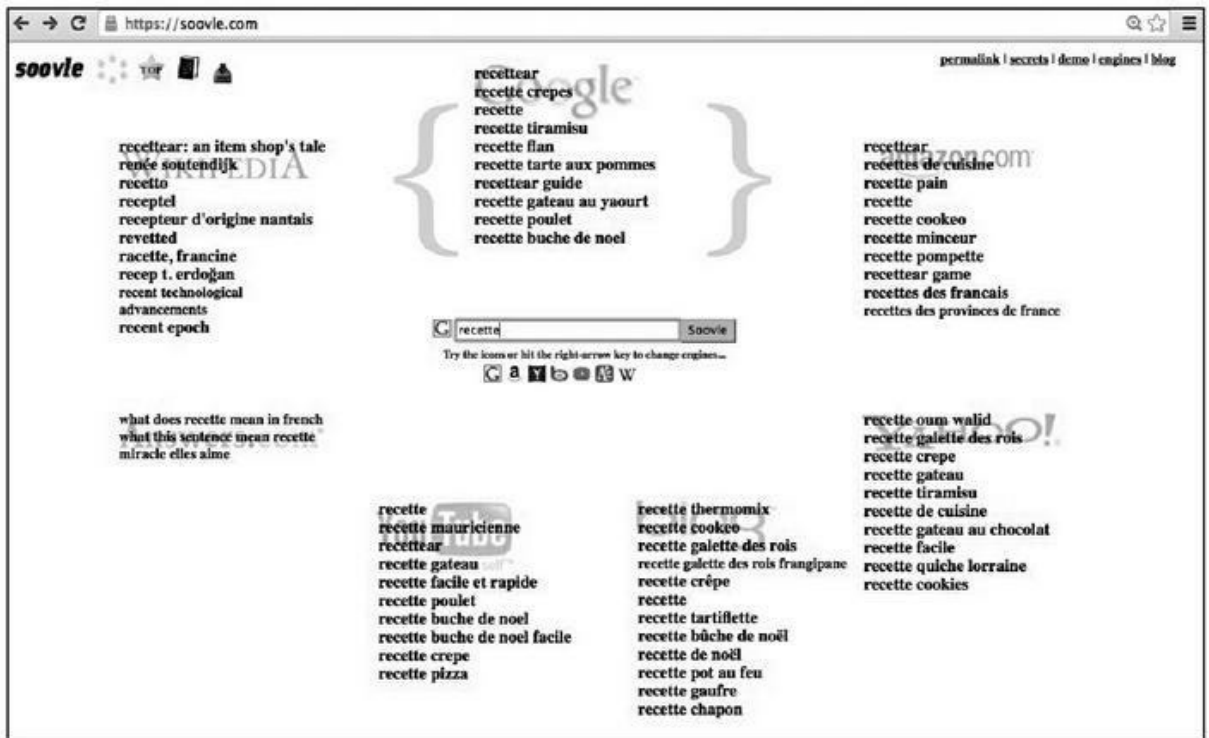 https://soovle.com
soovle
TOP
permalink | secrets | demo | engines | blog
Google
recettear
recette crepes
recette
recette tiramisu
recette flan
recette tarte aux pommes
recettear guide
recette gateau au yaourt
recette poulet
recette buche de noel
WIKIPEDIA
recettear: an item shop's tale
renée soutendijk
recetto
receptel
recepteur d'origine nantais
revetted
racette, francine
recep t. erdoğan
recent technological
advancements
recent epoch
amazon.com
recettear
recettes de cuisine
recette pain
recette
recette cookeo
recette minceur
recette pompette
recettear game
recettes des francais
recettes des provinces de france
G recette Soovle
Try the icons or hit the right-arrow key to change engines...
G a Y b W
Answers.com
what does recette mean in french
what this sentence mean recette
miracle elles aime
YAHOO!
recette oum walid
recette galette des rois
recette crepe
recette gateau
recette tiramisu
recette de cuisine
recette gateau au chocolat
recette facile
recette quiche lorraine
recette cookies
YouTube
recette
recette mauricienne
recettear
recette gateau
recette facile et rapide
recette poulet
recette buche de noel
recette buche de noel facile
recette crepe
recette pizza
bing
recette thermomix
recette cookeo
recette galette des rois
recette galette des rois frangipane
recette crêpe
recette
recette tartiflette
recette bûche de noël
recette de noël
recette pot au feu
recette gaufre
recette chapon